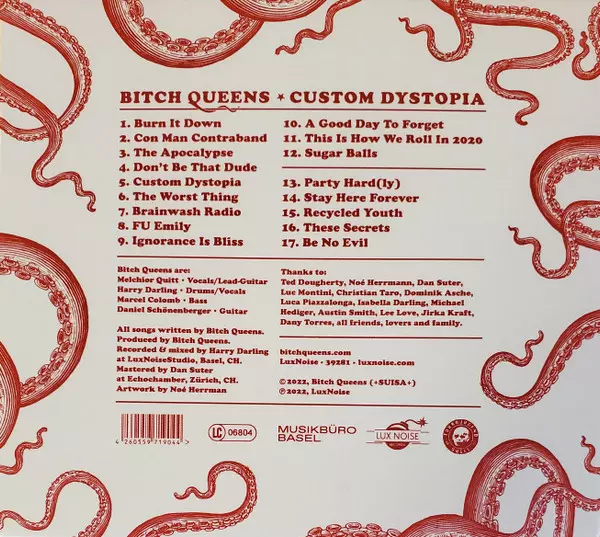 BITCH QUEENS * CUSTOM DYSTOPIA
1. Burn It Down
2. Con Man Contraband
3. The Apocalypse
4. Don't Be That Dude
5. Custom Dystopia
6. The Worst Thing
7. Brainwash Radio
8. FU Emily
9. Ignorance Is Bliss
10. A Good Day To Forget
11. This Is How We Roll In 2020
12. Sugar Balls
13. Party Hard(ly)
14. Stay Here Forever
15. Recycled Youth
16. These Secrets
17. Be No Evil
Bitch Queens are:
Melchior Quitt · Vocals/Lead-Guitar
Harry Darling · Drums/Vocals
Marcel Colomb · Bass
Daniel Schönenberger · Guitar
All songs written by Bitch Queens.
Produced by Bitch Queens.
Recorded & mixed by Harry Darling
at LuxNoiseStudio, Basel, CH.
Mastered by Dan Suter
at Echochamber, Zürich, CH.
Artwork by Noé Herrman
Thanks to:
Ted Dougherty, Noé Herrmann, Dan Suter,
Luc Montini, Christian Taro, Dominik Asche,
Luca Piazzalonga, Isabella Darling, Michael
Hediger, Austin Smith, Lee Love, Jirka Kraft,
Dany Torres, all friends, lovers and family.
bitchqueens.com
LuxNoise · 39281 · luxnoise.com
©2022, Bitch Queens (+SUISA+)
℗2022, LuxNoise
4 260559 719044
LC 06804
MUSIKBÜRO
BASEL
LUX NOISE